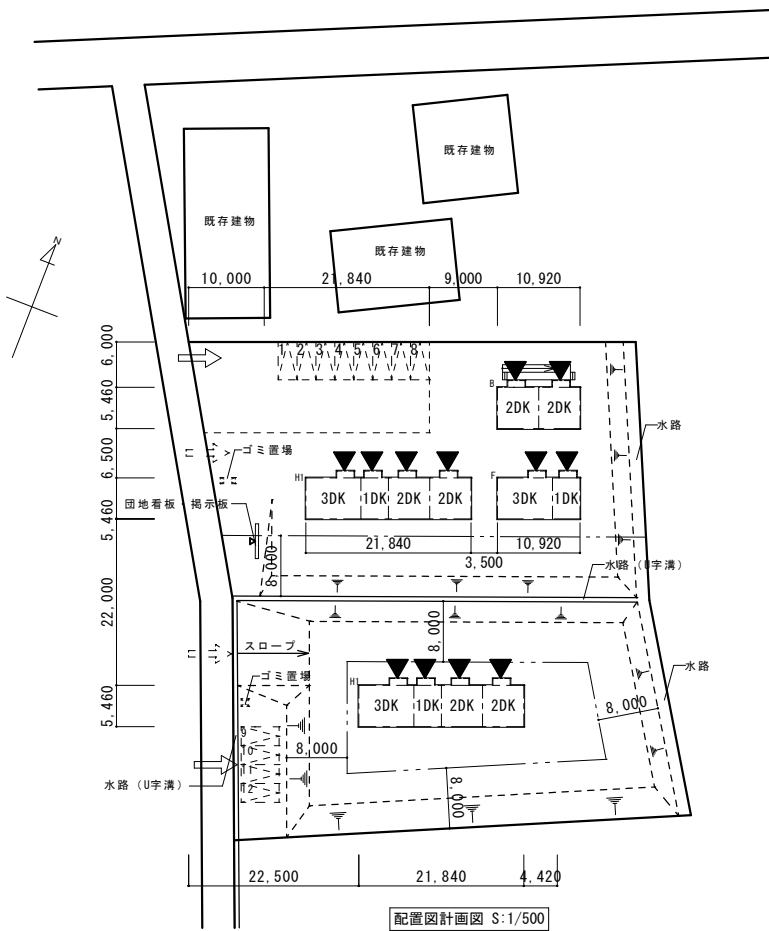 既存建物
既存建物
既存建物
N
10,000
21,840
9,000
10,920
6,000
5,460
6,500
5,460
22,000
5,460
1 2 3 4 5 6 7 8
B
2DK 2DK
水路
ゴミ置場
H1
3DK 1DK 2DK 2DK
F
3DK 1DK
団地看板・掲示板
21,840
10,920
3,500
8,000
水路(U字溝)
スロープ
8,000
水路
ゴミ置場
H1
3DK 1DK 2DK 2DK
8,000
9
10
11
12
8,000
水路(U字溝)
8,000
22,500
21,840
4,420
配置図計画図 S:1/500